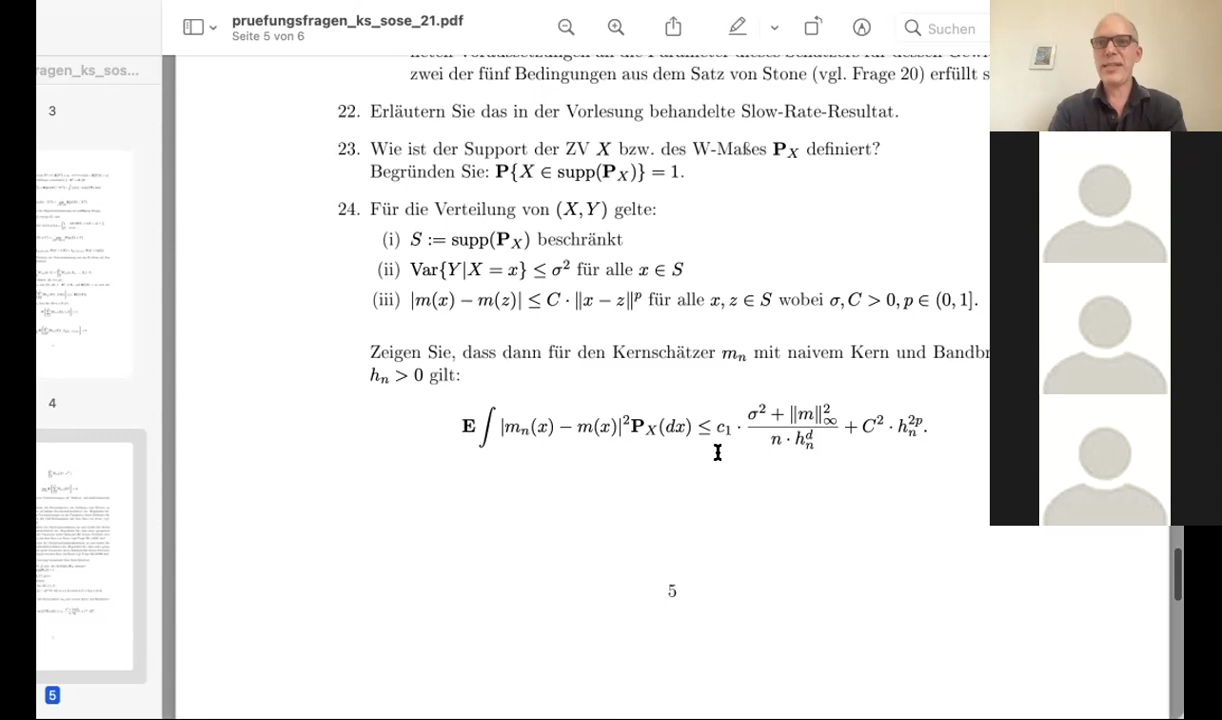 pruefungsfragen_ks_sose_21.pdf
Seite 5 von 6
Suchen
ragen_ks_sos...
3
4
5
zwei der fünf Bedingungen aus dem Satz von Stone (vgl. Frage 20) erfüllt s
22. Erläutern Sie das in der Vorlesung behandelte Slow-Rate-Resultat.
23. Wie ist der Support der ZV X bzw. des W-Maßes P_X definiert?
Begründen Sie: P{X ∈ supp(P_X)} = 1.
24. Für die Verteilung von (X, Y) gelte:
(i) S := supp(P_X) beschränkt
(ii) Var{Y|X = x} ≤ σ² für alle x ∈ S
(iii) |m(x) − m(z)| ≤ C · ‖x − z‖^p für alle x, z ∈ S wobei σ, C > 0, p ∈ (0, 1].
Zeigen Sie, dass dann für den Kernschätzer m_n mit naivem Kern und Bandbr
h_n > 0 gilt:
E ∫ |m_n(x) − m(x)|² P_X(dx) ≤ c_1 · (σ² + ‖m‖²_∞)/(n · h_n^d) + C² · h_n^{2p}.
5